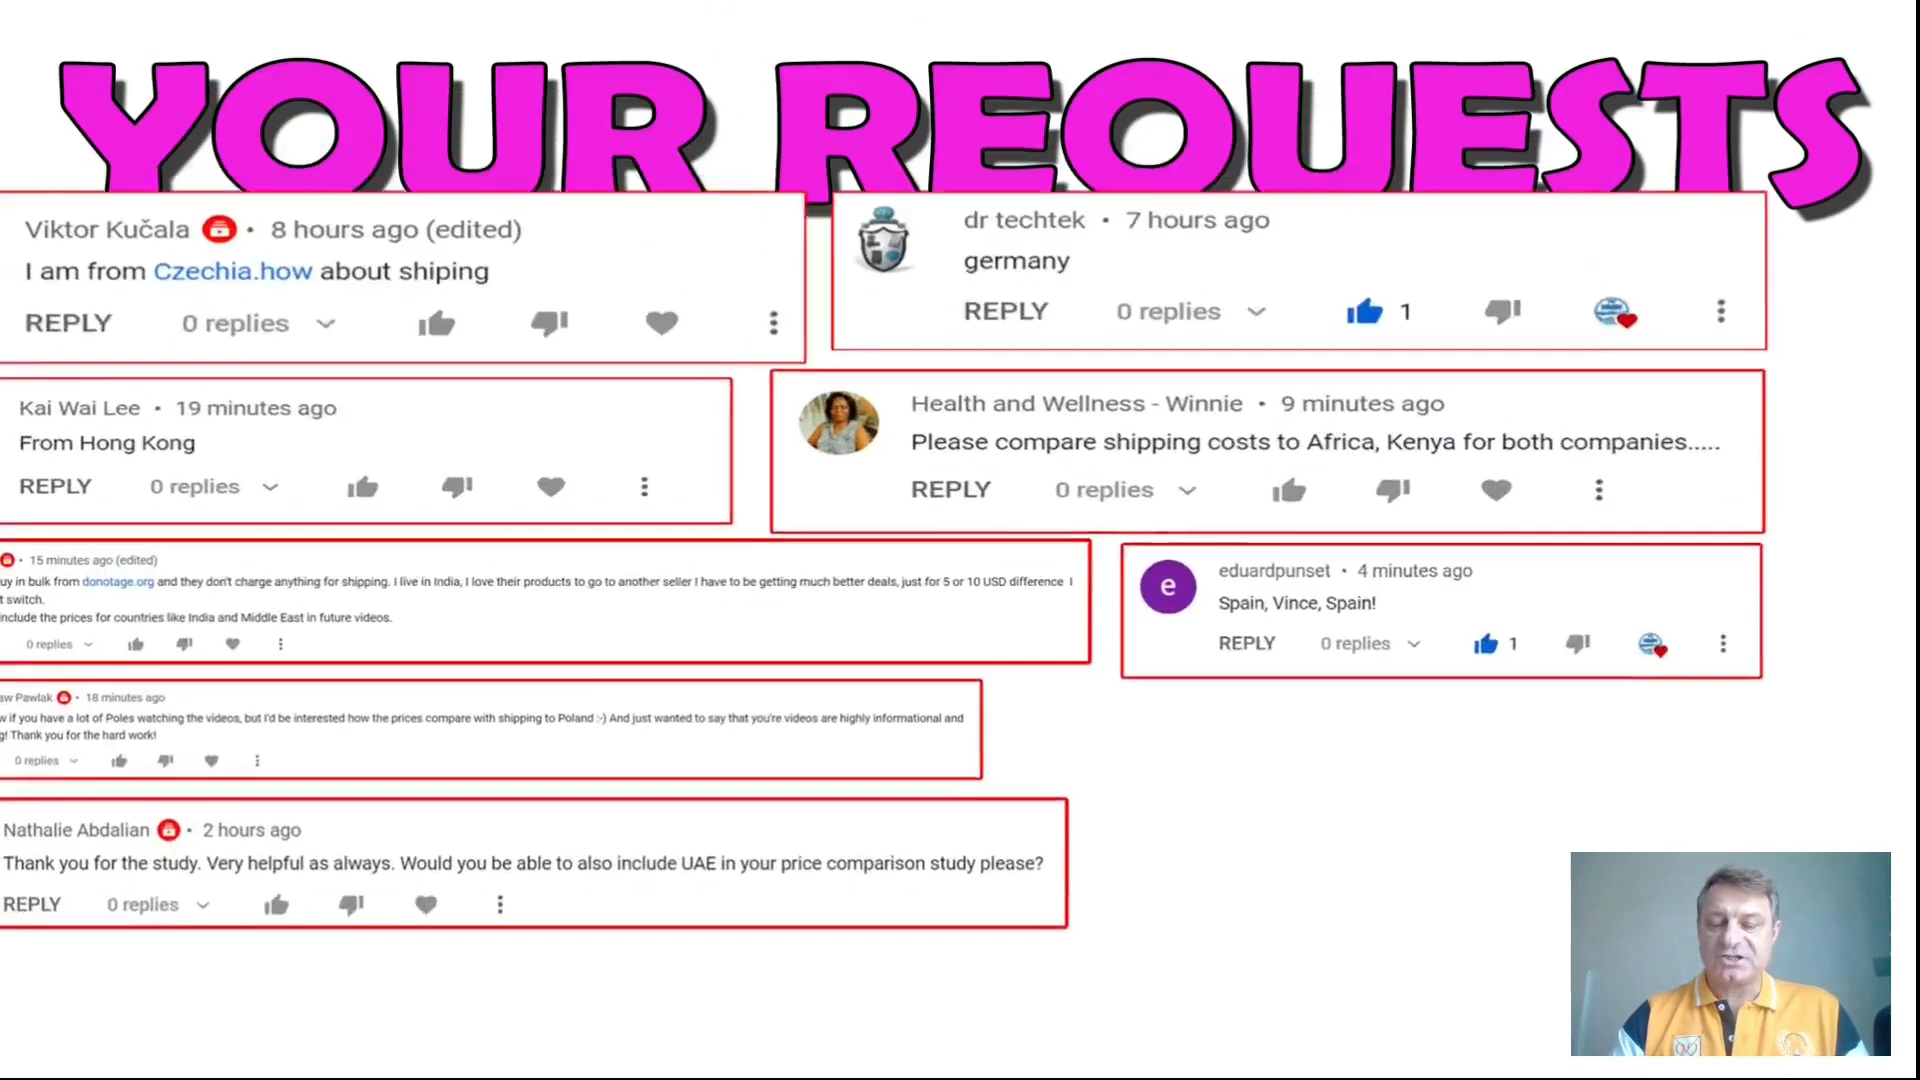 YOUR REQUESTS
Viktor Kučala • 8 hours ago (edited)
I am from Czechia.how about shiping
REPLY 0 replies
dr techtek • 7 hours ago
germany
REPLY 0 replies 1
Kai Wai Lee • 19 minutes ago
From Hong Kong
REPLY 0 replies
Health and Wellness - Winnie • 9 minutes ago
Please compare shipping costs to Africa, Kenya for both companies.....
REPLY 0 replies
• 15 minutes ago (edited)
uy in bulk from donotage.org and they don't charge anything for shipping. I live in India, I love their products to go to another seller I have to be getting much better deals, just for 5 or 10 USD difference I
t switch.
include the prices for countries like India and Middle East in future videos.
0 replies
e
eduardpunset • 4 minutes ago
Spain, Vince, Spain!
REPLY 0 replies 1
aw Pawlak • 18 minutes ago
w if you have a lot of Poles watching the videos, but I'd be interested how the prices compare with shipping to Poland :-) And just wanted to say that you're videos are highly informational and
g! Thank you for the hard work!
0 replies
Nathalie Abdalian • 2 hours ago
Thank you for the study. Very helpful as always. Would you be able to also include UAE in your price comparison study please?
REPLY 0 replies